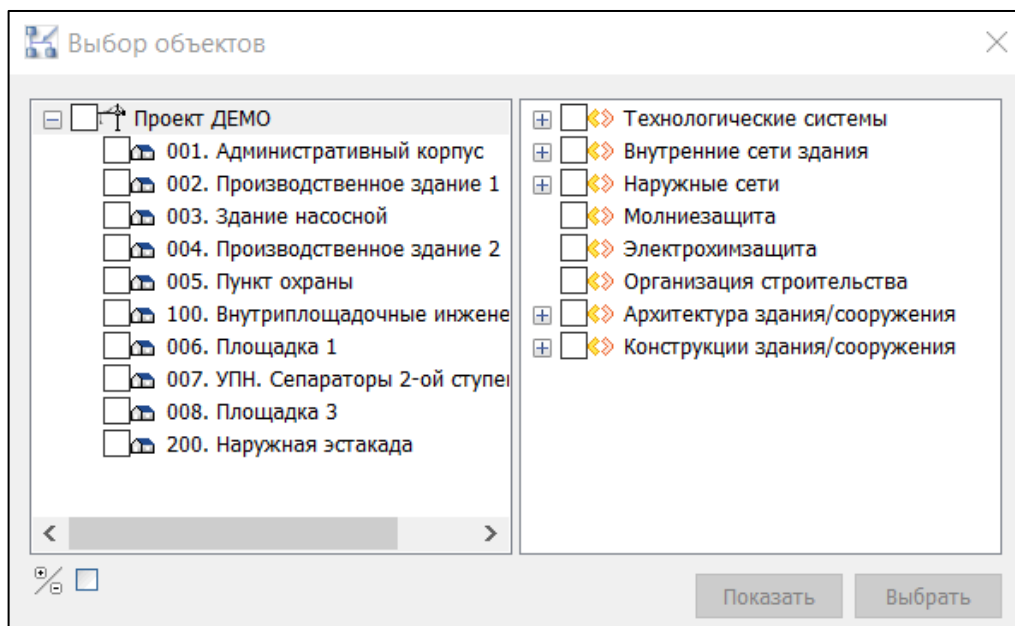 Выбор объектов
Проект ДЕМО
001. Административный корпус
002. Производственное здание 1
003. Здание насосной
004. Производственное здание 2
005. Пункт охраны
100. Внутриплощадочные инжене
006. Площадка 1
007. УПН. Сепараторы 2-ой ступе
008. Площадка 3
200. Наружная эстакада
Технологические системы
Внутренние сети здания
Наружные сети
Молниезащита
Электрохимзащита
Организация строительства
Архитектура здания/сооружения
Конструкции здания/сооружения
Показать
Выбрать